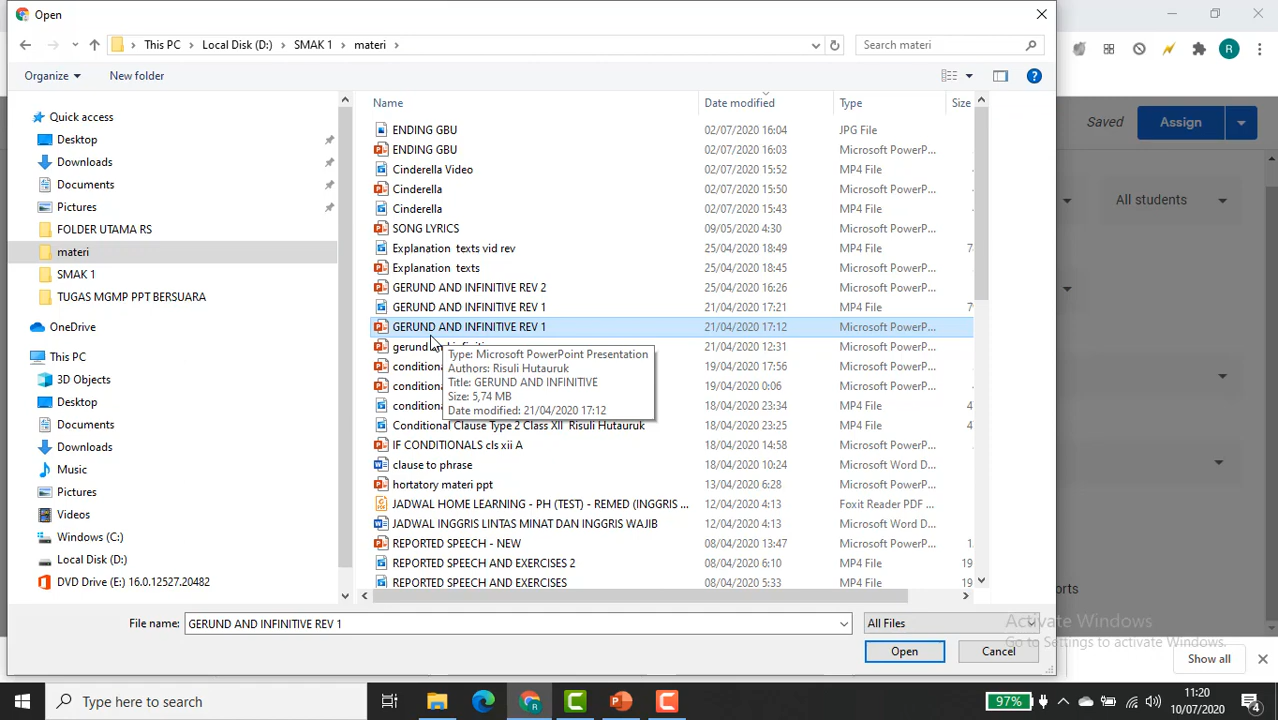 Open
This PC
Local Disk (D:)
SMAK 1
materi
Search materi
Organize
New folder
Saved
Assign
All students
Quick access
Desktop
Downloads
Documents
Pictures
FOLDER UTAMA RS
materi
SMAK 1
TUGAS MGMP PPT BERSUARA
OneDrive
This PC
3D Objects
Desktop
Documents
Downloads
Music
Pictures
Videos
Windows (C:)
Local Disk (D:)
DVD Drive (E:) 16.0.12527.20482
Name Date modified Type Size
ENDING GBU 02/07/2020 16:04 JPG File
ENDING GBU 02/07/2020 16:03 Microsoft PowerP...
Cinderella Video 02/07/2020 15:52 MP4 File
Cinderella 02/07/2020 15:50 Microsoft PowerP...
Cinderella 02/07/2020 15:43 MP4 File
SONG LYRICS 09/05/2020 4:30 Microsoft PowerP...
Explanation texts vid rev 25/04/2020 18:49 MP4 File 7
Explanation texts 25/04/2020 18:45 Microsoft PowerP...
GERUND AND INFINITIVE REV 2 25/04/2020 16:26 Microsoft PowerP...
GERUND AND INFINITIVE REV 1 21/04/2020 17:21 MP4 File 7
GERUND AND INFINITIVE REV 1 21/04/2020 17:12 Microsoft PowerP...
21/04/2020 12:31 Microsoft PowerP...
19/04/2020 17:56 Microsoft PowerP...
19/04/2020 0:06 Microsoft PowerP...
18/04/2020 23:34 MP4 File 4
Conditional Clause Type 2 Class XII Risuli Hutauruk 18/04/2020 23:25 MP4 File 4
IF CONDITIONALS cls xii A 18/04/2020 14:58 Microsoft PowerP...
clause to phrase 18/04/2020 10:24 Microsoft Word D...
hortatory materi ppt 13/04/2020 6:28 Microsoft PowerP...
JADWAL HOME LEARNING - PH (TEST) - REMED (INGGRIS ... 12/04/2020 4:13 Foxit Reader PDF ...
JADWAL INGGRIS LINTAS MINAT DAN INGGRIS WAJIB 12/04/2020 4:13 Microsoft Word D...
REPORTED SPEECH - NEW 08/04/2020 13:47 Microsoft PowerP... 1
REPORTED SPEECH AND EXERCISES 2 08/04/2020 6:10 MP4 File 19
REPORTED SPEECH AND EXERCISES 08/04/2020 5:33 MP4 File 19
Type: Microsoft PowerPoint Presentation
Authors: Risuli Hutauruk
Title: GERUND AND INFINITIVE
Size: 5,74 MB
Date modified: 21/04/2020 17:12
File name: GERUND AND INFINITIVE REV 1
All Files
Open
Cancel
R
Activate Windows
Go to Settings to activate Windows.
Show all
Type here to search
97%
11:20
10/07/2020
4